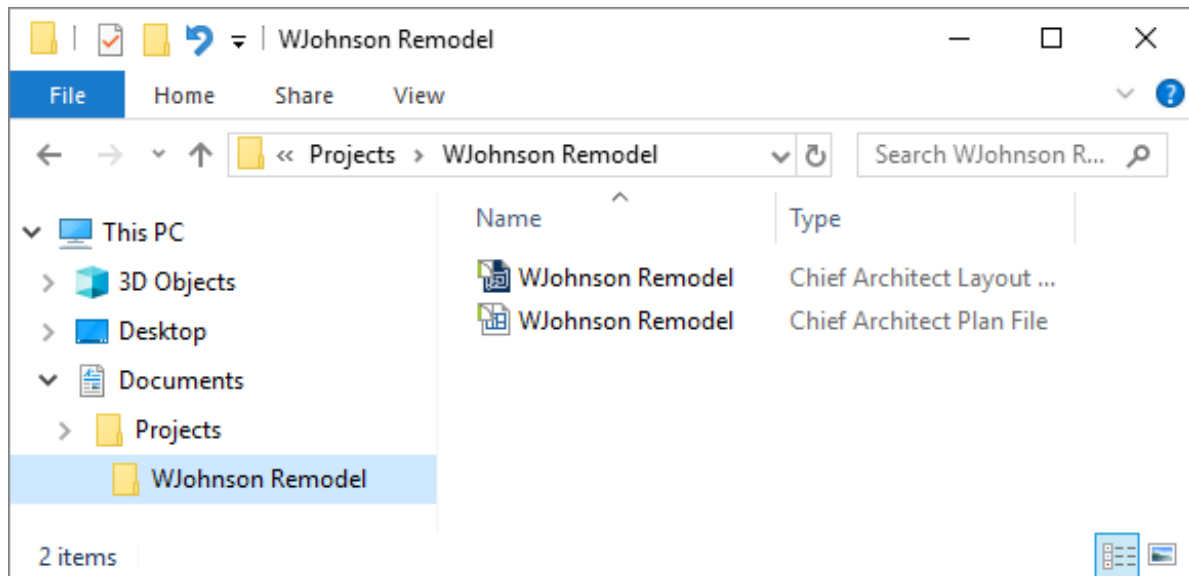 WJohnson Remodel
File Home Share View
« Projects > WJohnson Remodel Search WJohnson R...
This PC
3D Objects
Desktop
Documents
Projects
WJohnson Remodel
Name Type
WJohnson Remodel Chief Architect Layout ...
WJohnson Remodel Chief Architect Plan File
2 items